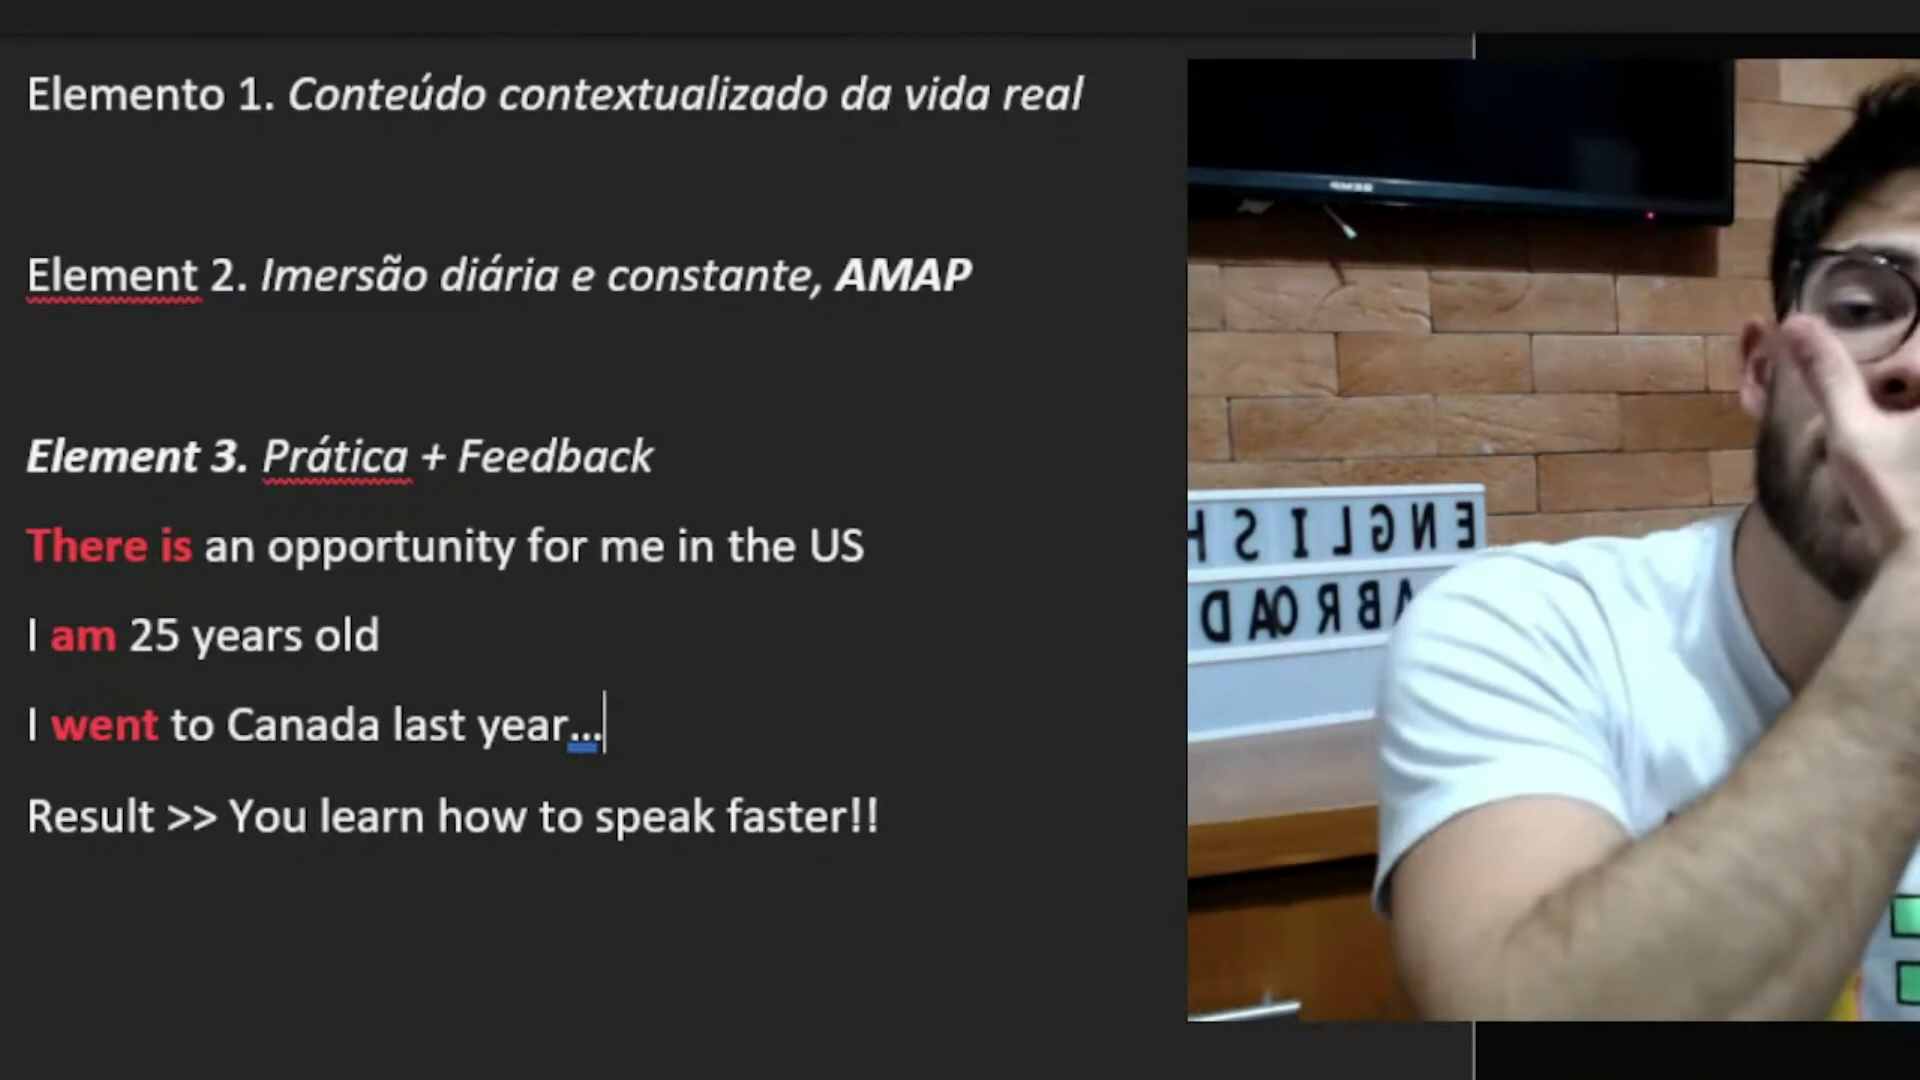 Elemento 1. Conteúdo contextualizado da vida real
Element 2. Imersão diária e constante, AMAP
Element 3. Prática + Feedback
There is an opportunity for me in the US
I am 25 years old
I went to Canada last year...
Result >> You learn how to speak faster!!
ENGLISH
ABROAD